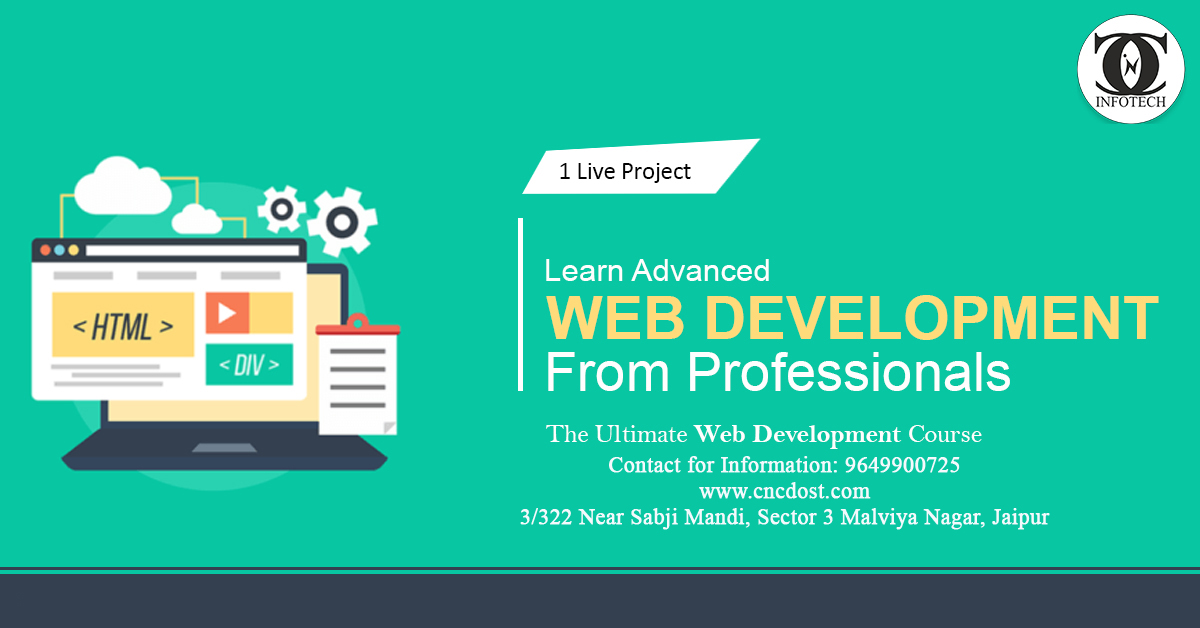 INFOTECH
1 Live Project
Learn Advanced
WEB DEVELOPMENT
From Professionals
The Ultimate Web Development Course
Contact for Information: 9649900725
www.cncdost.com
3/322 Near Sabji Mandi, Sector 3 Malviya Nagar, Jaipur
< HTML >
< DIV >